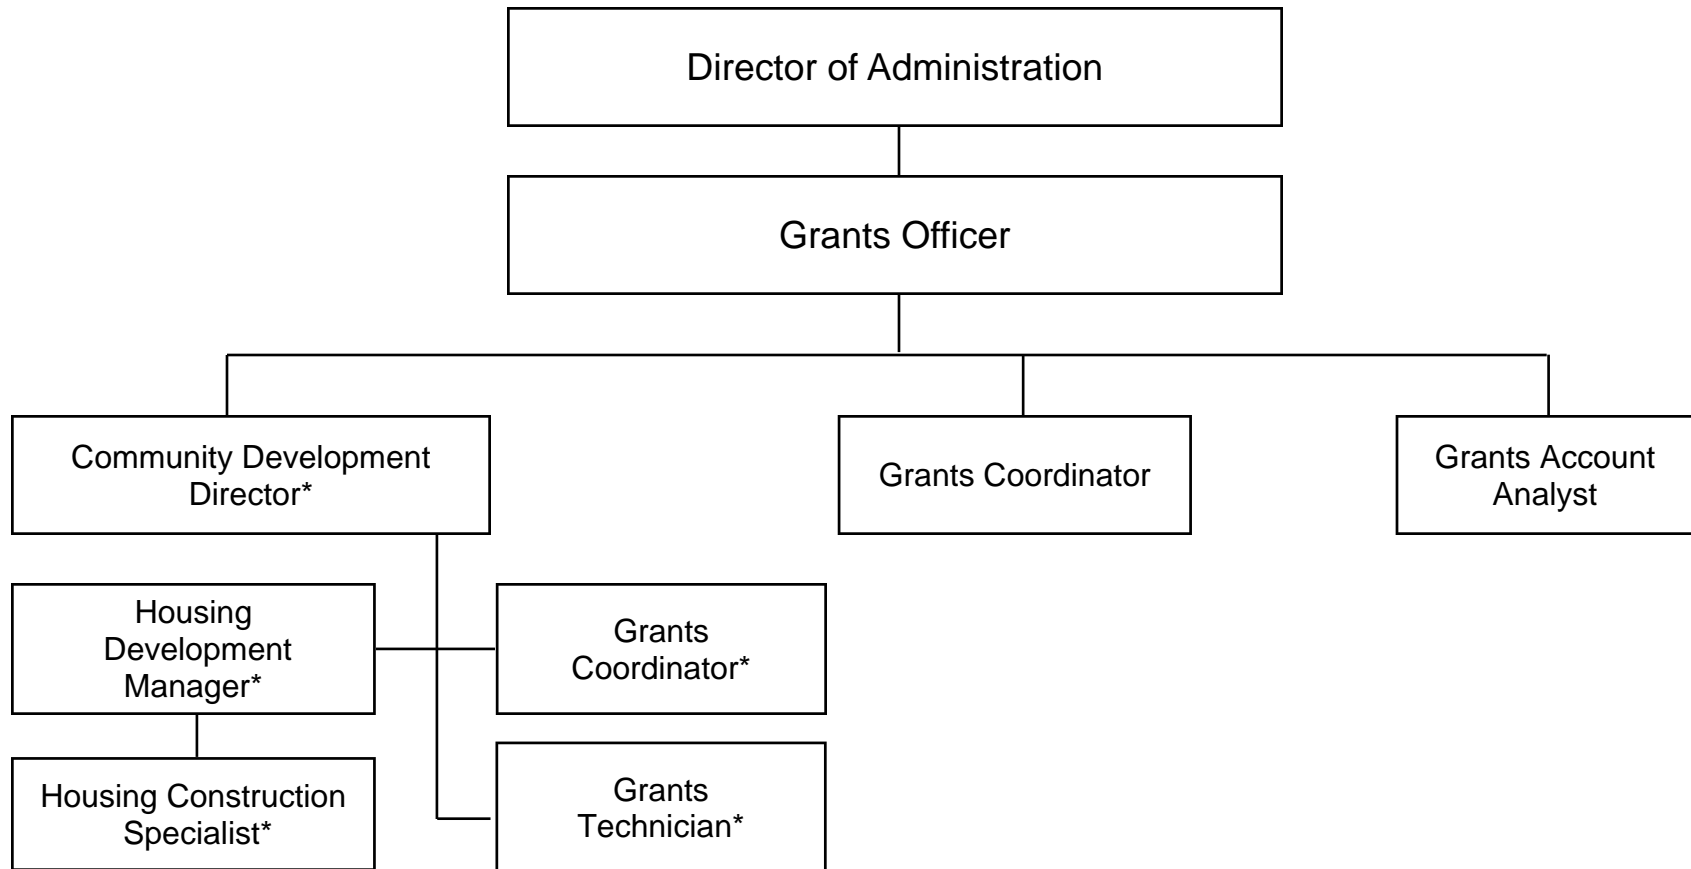 Director of Administration
Grants Officer
Community Development
Director*
Grants Coordinator
Grants Account
Analyst
Housing
Development
Manager*
Grants
Coordinator*
Housing Construction
Specialist*
Grants
Technician*